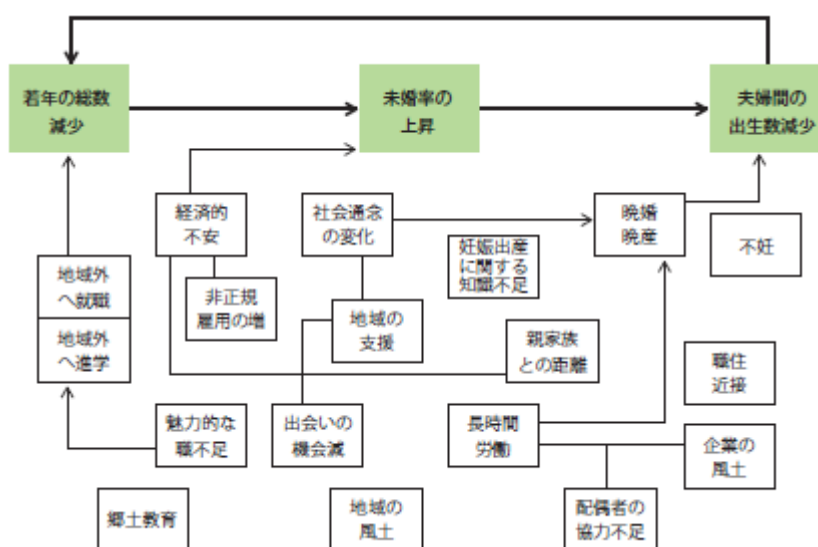 若年の総数
減少
未婚率の
上昇
夫婦間の
出生数減少
経済的
不安
社会通念
の変化
晩婚
晩産
不妊
妊娠出産
に関する
知識不足
地域外
へ就職
非正規
雇用の増
地域の
支援
地域外
へ進学
親家族
との距離
職住
近接
魅力的な
職不足
出会いの
機会減
長時間
労働
企業の
風土
郷土教育
地域の
風土
配偶者の
協力不足